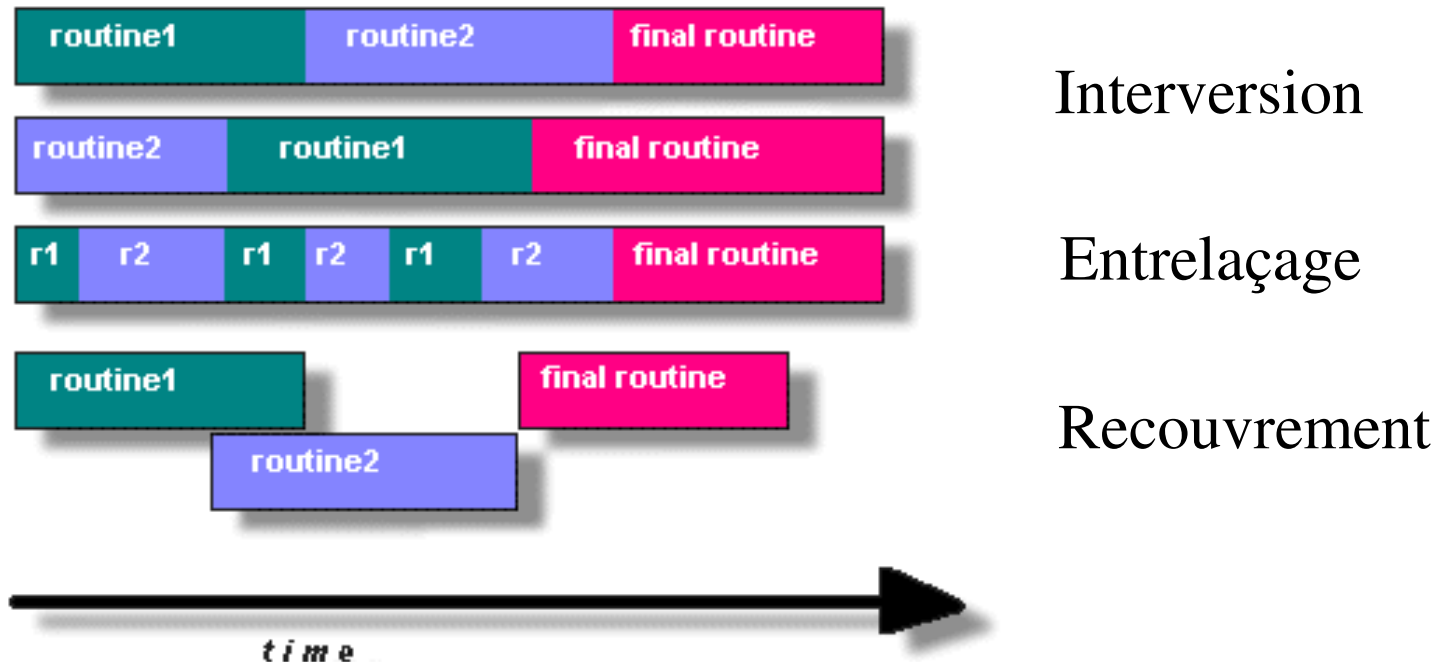 routine1 routine2 final routine
Interversion
routine2 routine1 final routine
r1 r2 r1 r2 r1 r2 final routine
Entrelaçage
routine1 final routine
Recouvrement
routine2
time